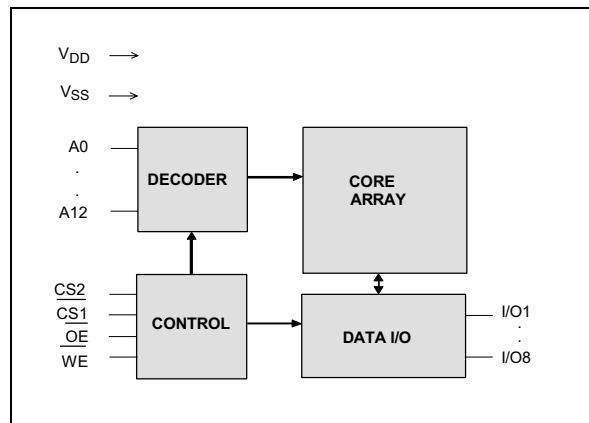 VDD
VSS
A0
.
.
A12
DECODER
CORE
ARRAY
CS2
CS1
OE
WE
CONTROL
DATA I/O
I/O1
.
.
I/O8